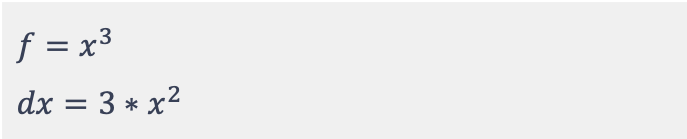 f = x³
dx = 3 * x²